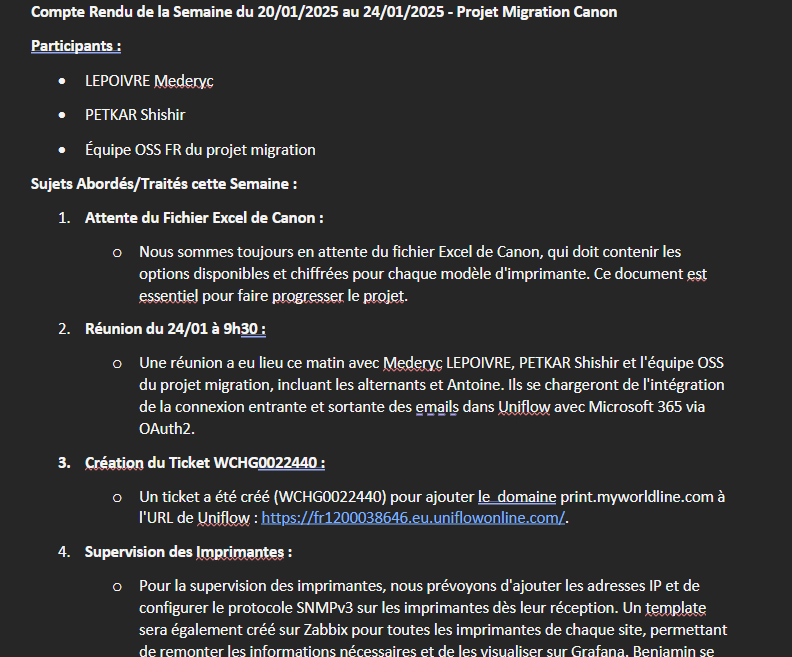 Compte Rendu de la Semaine du 20/01/2025 au 24/01/2025 - Projet Migration Canon
Participants :
• LEPOIVRE Mederyc
• PETKAR Shishir
• Équipe OSS FR du projet migration
Sujets Abordés/Traités cette Semaine :
1. Attente du Fichier Excel de Canon :
o Nous sommes toujours en attente du fichier Excel de Canon, qui doit contenir les
options disponibles et chiffrées pour chaque modèle d'imprimante. Ce document est
essentiel pour faire progresser le projet.
2. Réunion du 24/01 à 9h30 :
o Une réunion a eu lieu ce matin avec Mederyc LEPOIVRE, PETKAR Shishir et l'équipe OSS
du projet migration, incluant les alternants et Antoine. Ils se chargeront de l'intégration
de la connexion entrante et sortante des emails dans Uniflow avec Microsoft 365 via
OAuth2.
3. Création du Ticket WCHG0022440 :
o Un ticket a été créé (WCHG0022440) pour ajouter le domaine print.myworldline.com à
l'URL de Uniflow : https://fr1200038646.eu.uniflowonline.com/.
4. Supervision des Imprimantes :
o Pour la supervision des imprimantes, nous prévoyons d'ajouter les adresses IP et de
configurer le protocole SNMPv3 sur les imprimantes dès leur réception. Un template
sera également créé sur Zabbix pour toutes les imprimantes de chaque site, permettant
de remonter les informations nécessaires et de les visualiser sur Grafana. Benjamin se